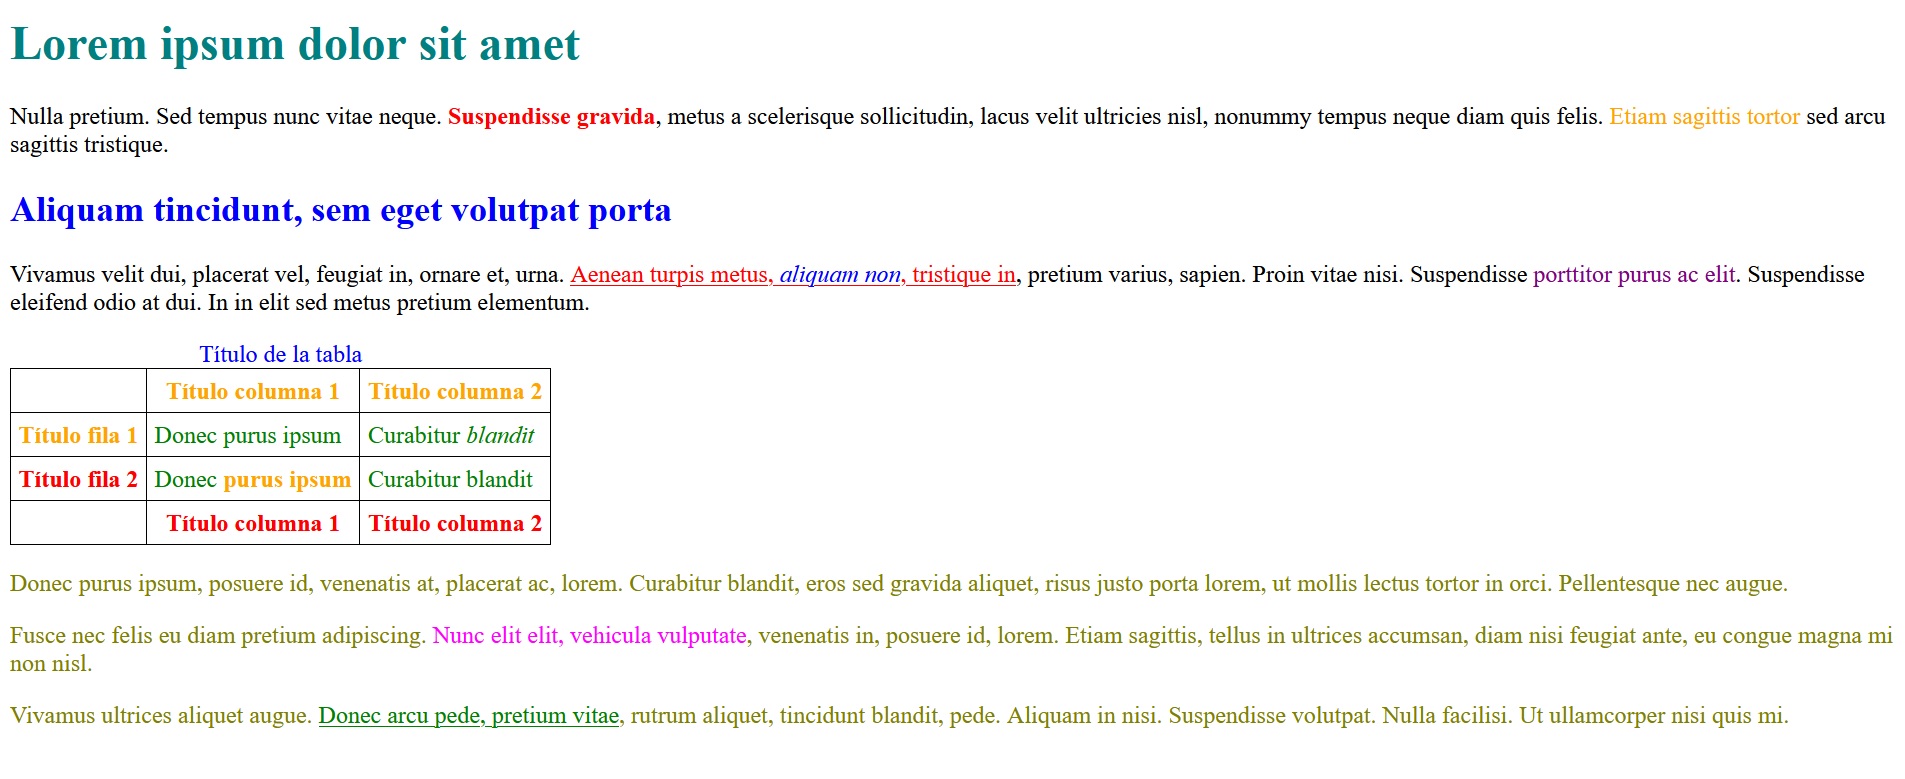 Lorem ipsum dolor sit amet
Nulla pretium. Sed tempus nunc vitae neque. Suspendisse gravida, metus a scelerisque sollicitudin, lacus velit ultricies nisl, nonummy tempus neque diam quis felis. Etiam sagittis tortor sed arcu
sagittis tristique.
Aliquam tincidunt, sem eget volutpat porta
Vivamus velit dui, placerat vel, feugiat in, ornare et, urna. Aenean turpis metus, aliquam non, tristique in, pretium varius, sapien. Proin vitae nisi. Suspendisse porttitor purus ac elit. Suspendisse
eleifend odio at dui. In in elit sed metus pretium elementum.
Título de la tabla
Título columna 1 Título columna 2
Título fila 1 Donec purus ipsum Curabitur blandit
Título fila 2 Donec purus ipsum Curabitur blandit
Título columna 1 Título columna 2
Donec purus ipsum, posuere id, venenatis at, placerat ac, lorem. Curabitur blandit, eros sed gravida aliquet, risus justo porta lorem, ut mollis lectus tortor in orci. Pellentesque nec augue.
Fusce nec felis eu diam pretium adipiscing. Nunc elit elit, vehicula vulputate, venenatis in, posuere id, lorem. Etiam sagittis, tellus in ultrices accumsan, diam nisi feugiat ante, eu congue magna mi
non nisl.
Vivamus ultrices aliquet augue. Donec arcu pede, pretium vitae, rutrum aliquet, tincidunt blandit, pede. Aliquam in nisi. Suspendisse volutpat. Nulla facilisi. Ut ullamcorper nisi quis mi.